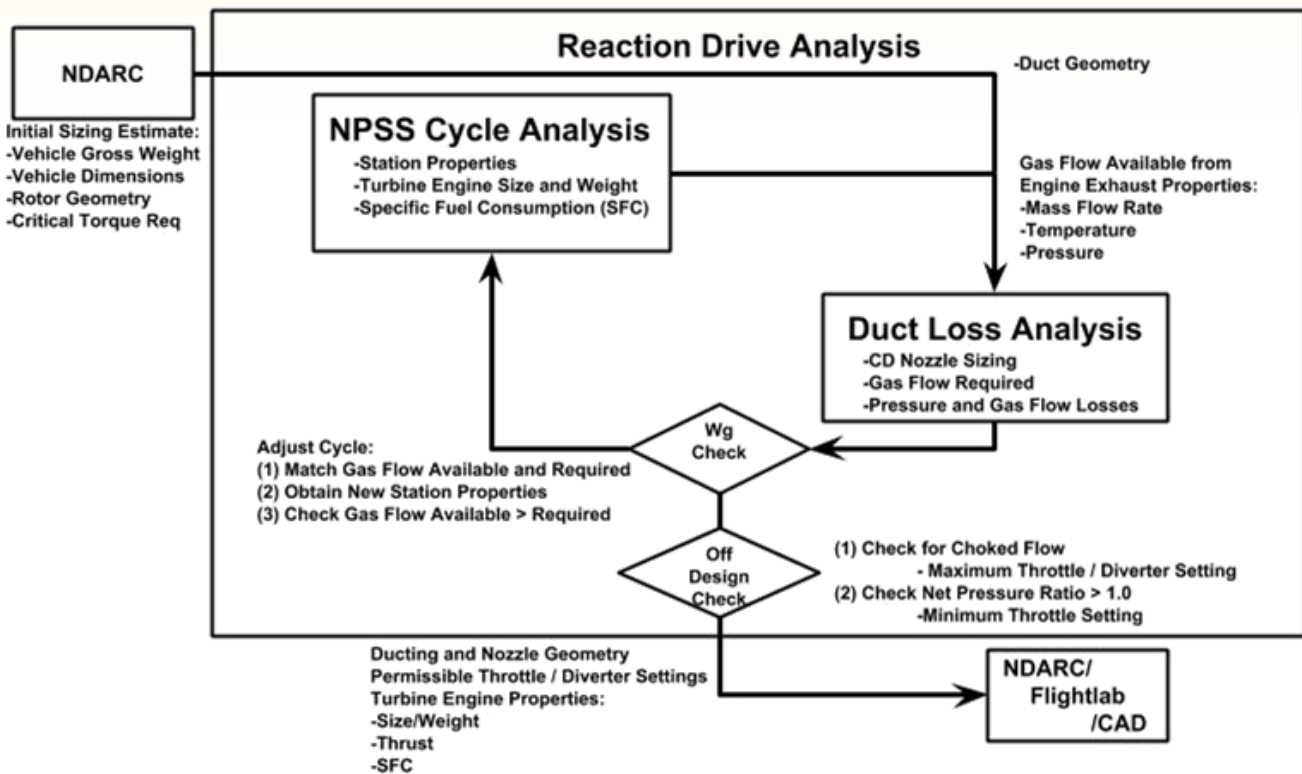 Reaction Drive Analysis
NDARC
Initial Sizing Estimate:
-Vehicle Gross Weight
-Vehicle Dimensions
-Rotor Geometry
-Critical Torque Req
-Duct Geometry
NPSS Cycle Analysis
-Station Properties
-Turbine Engine Size and Weight
-Specific Fuel Consumption (SFC)
Gas Flow Available from
Engine Exhaust Properties:
-Mass Flow Rate
-Temperature
-Pressure
Duct Loss Analysis
-CD Nozzle Sizing
-Gas Flow Required
-Pressure and Gas Flow Losses
Wg
Check
Adjust Cycle:
(1) Match Gas Flow Available and Required
(2) Obtain New Station Properties
(3) Check Gas Flow Available > Required
Off
Design
Check
(1) Check for Choked Flow
- Maximum Throttle / Diverter Setting
(2) Check Net Pressure Ratio > 1.0
-Minimum Throttle Setting
Ducting and Nozzle Geometry
Permissible Throttle / Diverter Settings
Turbine Engine Properties:
-Size/Weight
-Thrust
-SFC
NDARC/
Flightlab
/CAD